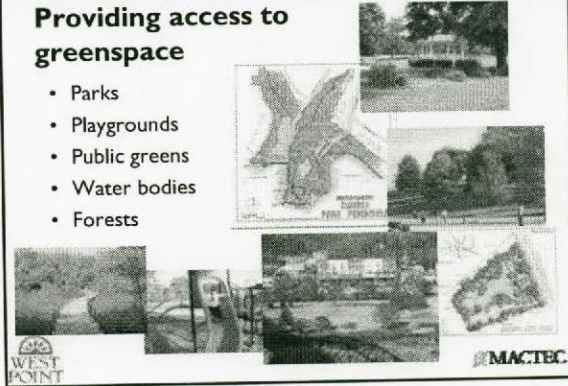 Providing access to
greenspace
• Parks
• Playgrounds
• Public greens
• Water bodies
• Forests
WEST
POINT
MACTEC